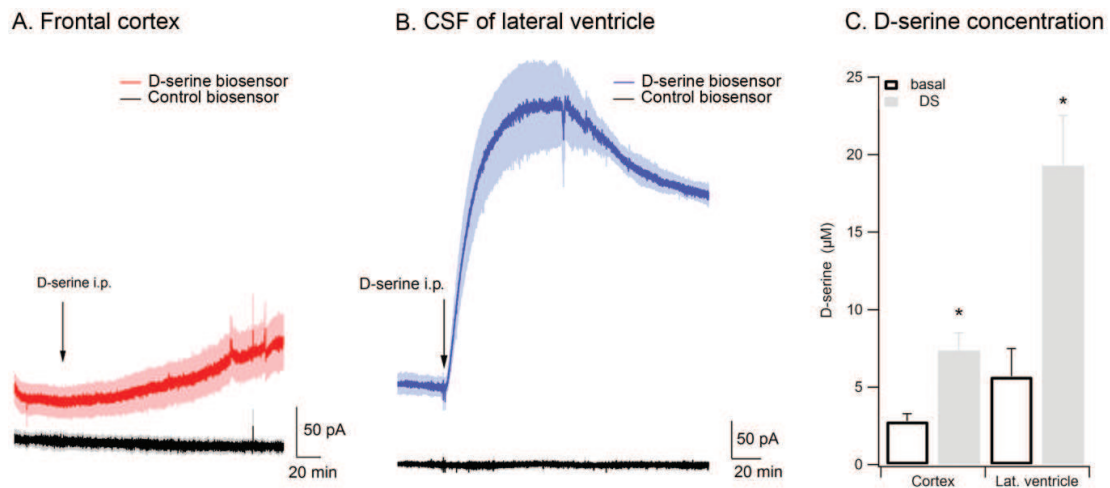 A. Frontal cortex
D-serine biosensor
Control biosensor
D-serine i.p.
50 pA
20 min
B. CSF of lateral ventricle
D-serine biosensor
Control biosensor
D-serine i.p.
50 pA
20 min
C. D-serine concentration
basal
DS
D-serine (µM)
25
20
15
10
5
0
*
*
Cortex
Lat. ventricle